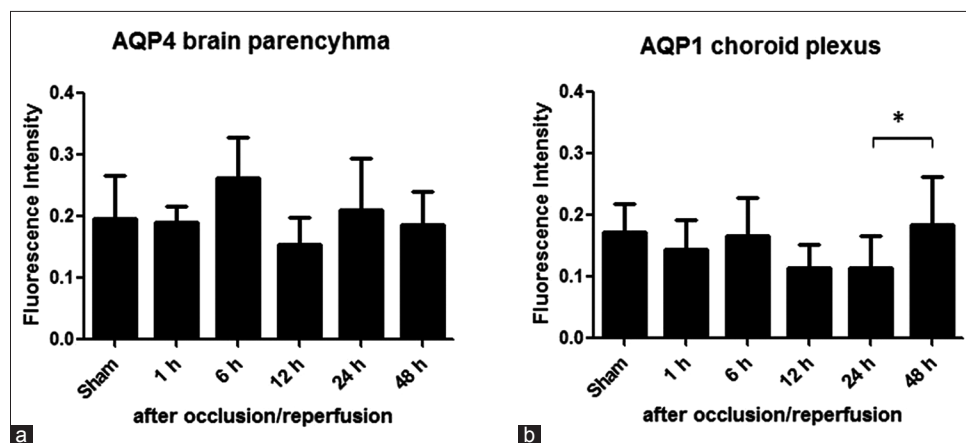 AQP4 brain parencyhma
Fluorescence Intensity
0.4
0.3
0.2
0.1
0.0
Sham
1 h
6 h
12 h
24 h
48 h
after occlusion/reperfusion
a
AQP1 choroid plexus
Fluorescence Intensity
0.4
0.3
0.2
0.1
0.0
*
Sham
1 h
6 h
12 h
24 h
48 h
after occlusion/reperfusion
b